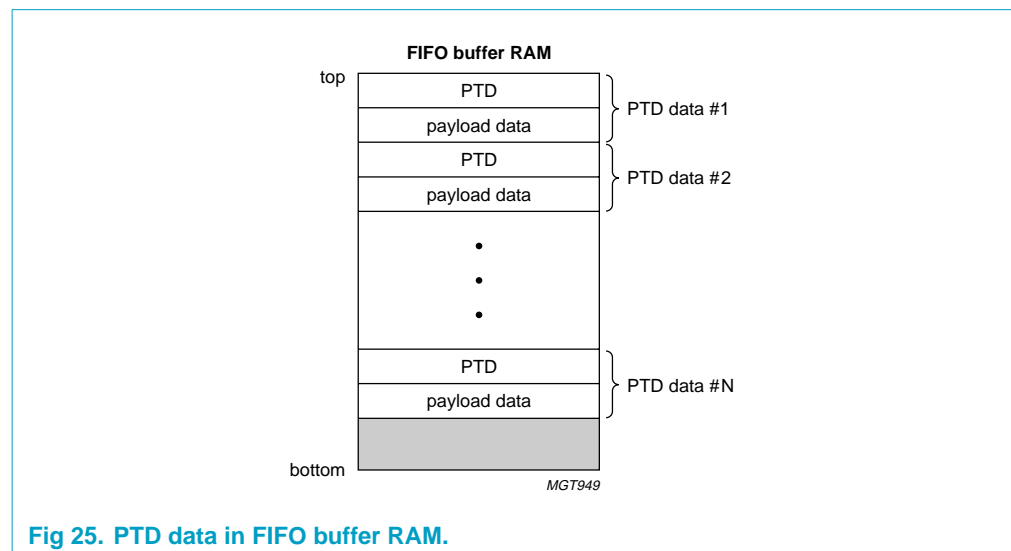 FIFO buffer RAM
top
PTD
payload data
PTD data #1
PTD
payload data
PTD data #2
PTD
payload data
PTD data #N
bottom
MGT949
Fig 25. PTD data in FIFO buffer RAM.